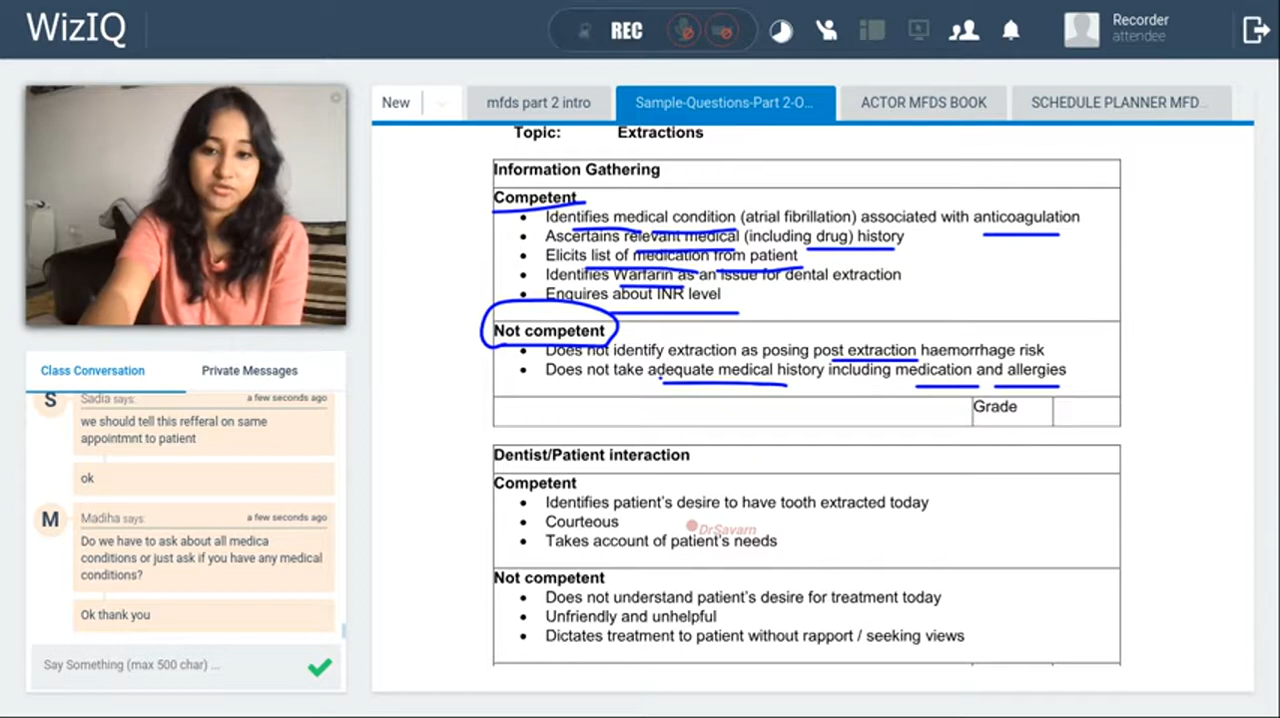 WizIQ
REC
Recorder
attendee
New
mfds part 2 intro
Sample-Questions-Part 2-O...
ACTOR MFDS BOOK
SCHEDULE PLANNER MFD...
Topic: Extractions
Information Gathering
Competent
• Identifies medical condition (atrial fibrillation) associated with anticoagulation
• Ascertains relevant medical (including drug) history
• Elicits list of medication from patient
• Identifies Warfarin as an issue for dental extraction
• Enquires about INR level
Not competent
• Does not identify extraction as posing post extraction haemorrhage risk
• Does not take adequate medical history including medication and allergies
Grade
Dentist/Patient interaction
Competent
• Identifies patient's desire to have tooth extracted today
• Courteous
• Takes account of patient's needs
DrSavarn
Not competent
• Does not understand patient's desire for treatment today
• Unfriendly and unhelpful
• Dictates treatment to patient without rapport / seeking views
Class Conversation
Private Messages
S
Sadia says:
a few seconds ago
we should tell this refferal on same
appointmnt to patient
ok
M
Madiha says:
a few seconds ago
Do we have to ask about all medica
conditions or just ask if you have any medical
conditions?
Ok thank you
Say Something (max 500 char) ...